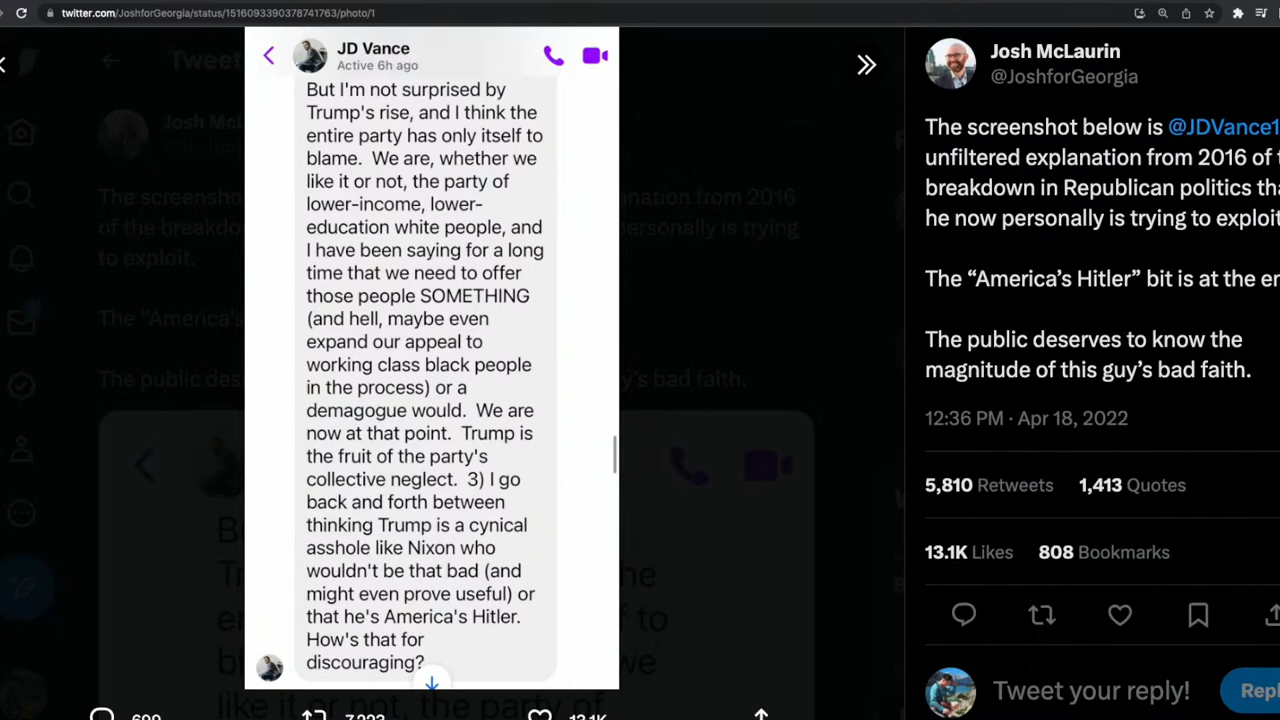 twitter.com/JoshforGeorgia/status/1516093390378741763/photo/1
JD Vance
Active 6h ago
But I'm not surprised by
Trump's rise, and I think the
entire party has only itself to
blame.  We are, whether we
like it or not, the party of
lower-income, lower-
education white people, and
I have been saying for a long
time that we need to offer
those people SOMETHING
(and hell, maybe even
expand our appeal to
working class black people
in the process) or a
demagogue would.  We are
now at that point.  Trump is
the fruit of the party's
collective neglect.  3) I go
back and forth between
thinking Trump is a cynical
asshole like Nixon who
wouldn't be that bad (and
might even prove useful) or
that he's America's Hitler.
How's that for
discouraging?
Josh McLaurin
@JoshforGeorgia
The screenshot below is @JDVance1
unfiltered explanation from 2016 of
breakdown in Republican politics
he now personally is trying to exploit
The “America’s Hitler” bit is at the
The public deserves to know the
magnitude of this guy’s bad faith.
12:36 PM · Apr 18, 2022
5,810 Retweets 1,413 Quotes
13.1K Likes 808 Bookmarks
Tweet your reply!